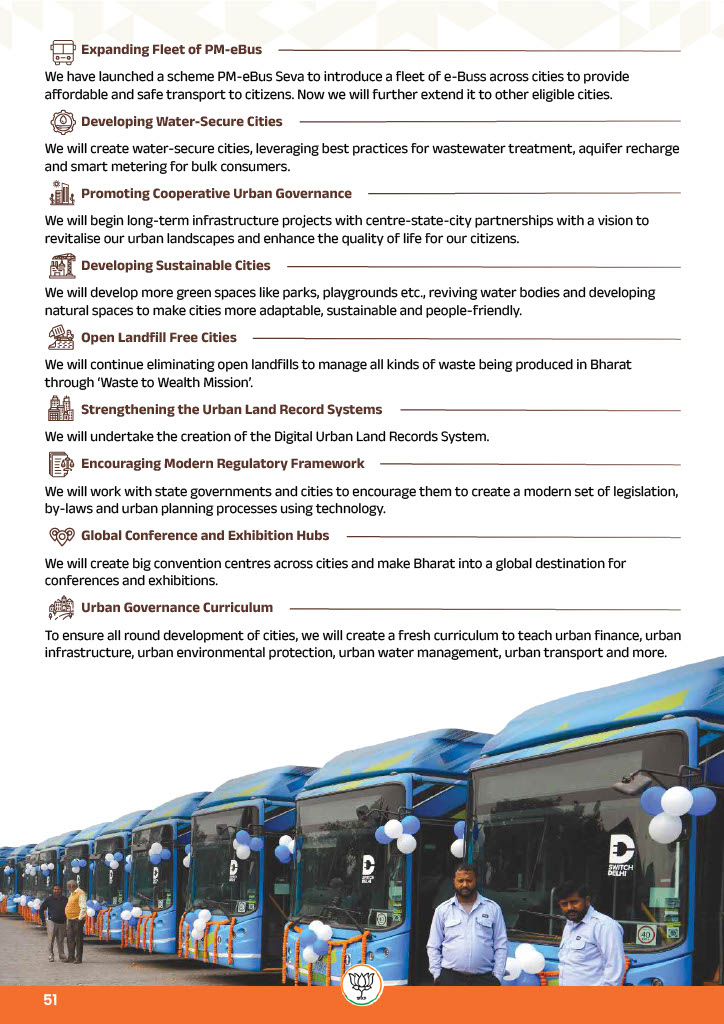 Expanding Fleet of PM-eBus
We have launched a scheme PM-eBus Seva to introduce a fleet of e-Buss across cities to provide
affordable and safe transport to citizens. Now we will further extend it to other eligible cities.
Developing Water-Secure Cities
We will create water-secure cities, leveraging best practices for wastewater treatment, aquifer recharge
and smart metering for bulk consumers.
Promoting Cooperative Urban Governance
We will begin long-term infrastructure projects with centre-state-city partnerships with a vision to
revitalise our urban landscapes and enhance the quality of life for our citizens.
Developing Sustainable Cities
We will develop more green spaces like parks, playgrounds etc., reviving water bodies and developing
natural spaces to make cities more adaptable, sustainable and people-friendly.
Open Landfill Free Cities
We will continue eliminating open landfills to manage all kinds of waste being produced in Bharat
through ‘Waste to Wealth Mission’.
Strengthening the Urban Land Record Systems
We will undertake the creation of the Digital Urban Land Records System.
Encouraging Modern Regulatory Framework
We will work with state governments and cities to encourage them to create a modern set of legislation,
by-laws and urban planning processes using technology.
Global Conference and Exhibition Hubs
We will create big convention centres across cities and make Bharat into a global destination for
conferences and exhibitions.
Urban Governance Curriculum
To ensure all round development of cities, we will create a fresh curriculum to teach urban finance, urban
infrastructure, urban environmental protection, urban water management, urban transport and more.
SWITCH
DELHI
SWITCH
DELHI
40
51